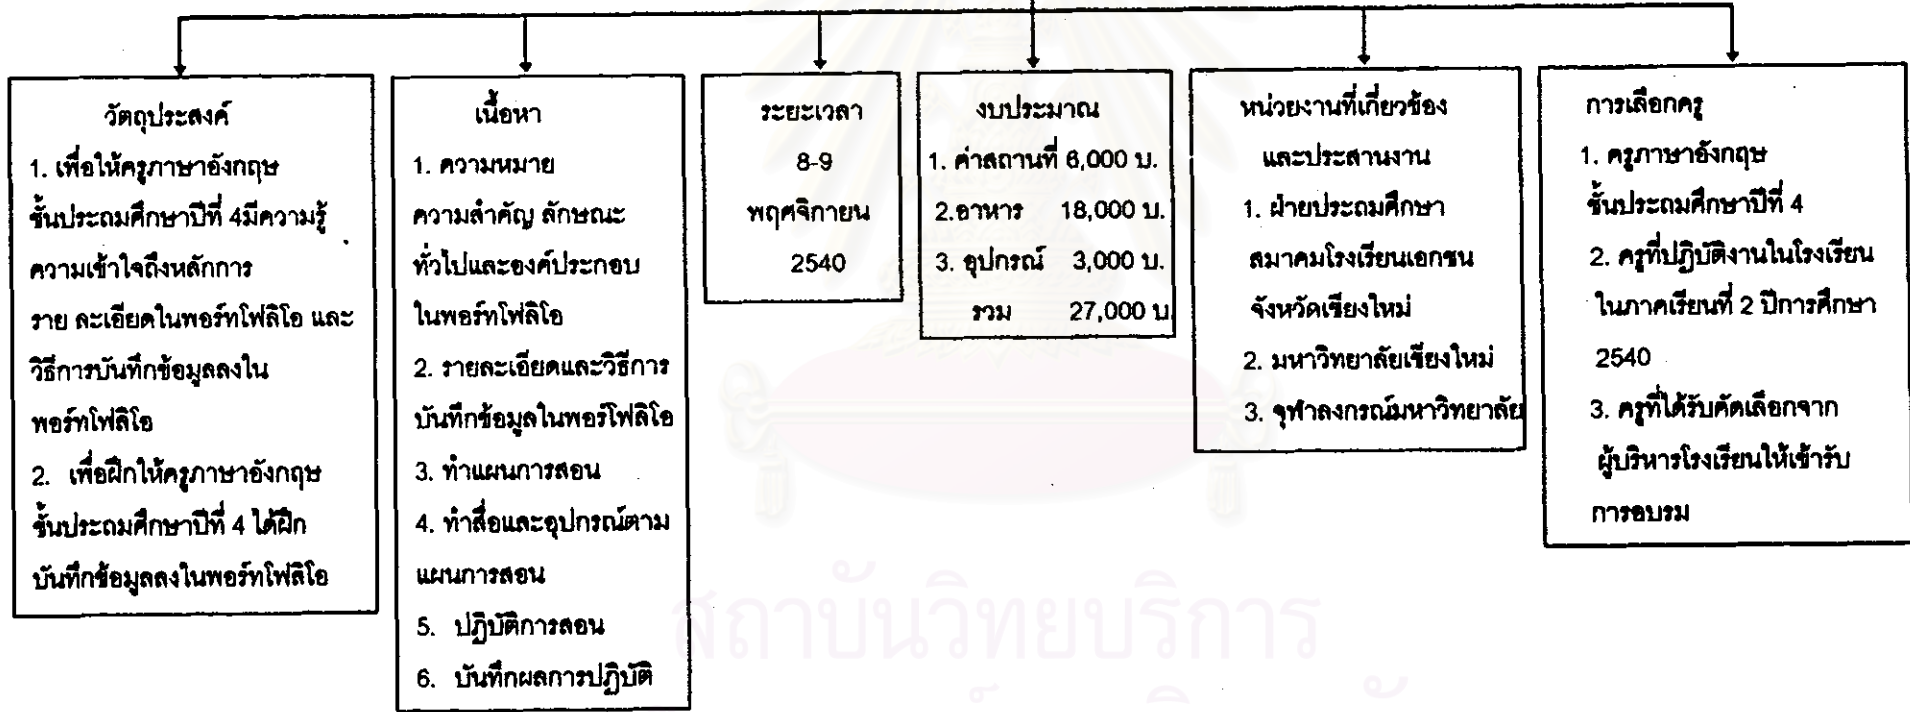 วัตถุประสงค์
1. เพื่อให้ครูภาษาอังกฤษ
ชั้นประถมศึกษาปีที่ 4มีความรู้
ความเข้าใจถึงหลักการ
ราย ละเอียดในพอร์ทโฟลิโอ และ
วิธีการบันทึกข้อมูลลงใน
พอร์ทโฟลิโอ
2. เพื่อฝึกให้ครูภาษาอังกฤษ
ชั้นประถมศึกษาปีที่ 4 ได้ฝึก
บันทึกข้อมูลลงในพอร์ทโฟลิโอ
เนื้อหา
1. ความหมาย
ความสำคัญ ลักษณะ
ทั่วไปและองค์ประกอบ
ในพอร์ทโฟลิโอ
2. รายละเอียดและวิธีการ
บันทึกข้อมูลในพอร์โฟลิโอ
3. ทำแผนการสอน
4. ทำสื่อและอุปกรณ์ตาม
แผนการสอน
5. ปฏิบัติการสอน
6. บันทึกผลการปฏิบัติ
ระยะเวลา
8-9
พฤศจิกายน
2540
งบประมาณ
1. ค่าสถานที่ 6,000 บ.
2.อาหาร 18,000 บ.
3. อุปกรณ์ 3,000 บ.
รวม 27,000 บ
หน่วยงานที่เกี่ยวข้อง
และประสานงาน
1. ฝ่ายประถมศึกษา
สมาคมโรงเรียนเอกชน
จังหวัดเชียงใหม่
2. มหาวิทยาลัยเชียงใหม่
3. จุฬาลงกรณ์มหาวิทยาลัย
การเลือกครู
1. ครูภาษาอังกฤษ
ชั้นประถมศึกษาปีที่ 4
2. ครูที่ปฏิบัติงานในโรงเรียน
ในภาคเรียนที่ 2 ปีการศึกษา
2540
3. ครูที่ได้รับคัดเลือกจาก
ผู้บริหารโรงเรียนให้เข้ารับ
การอบรม
สถาบันวิทยบริการ